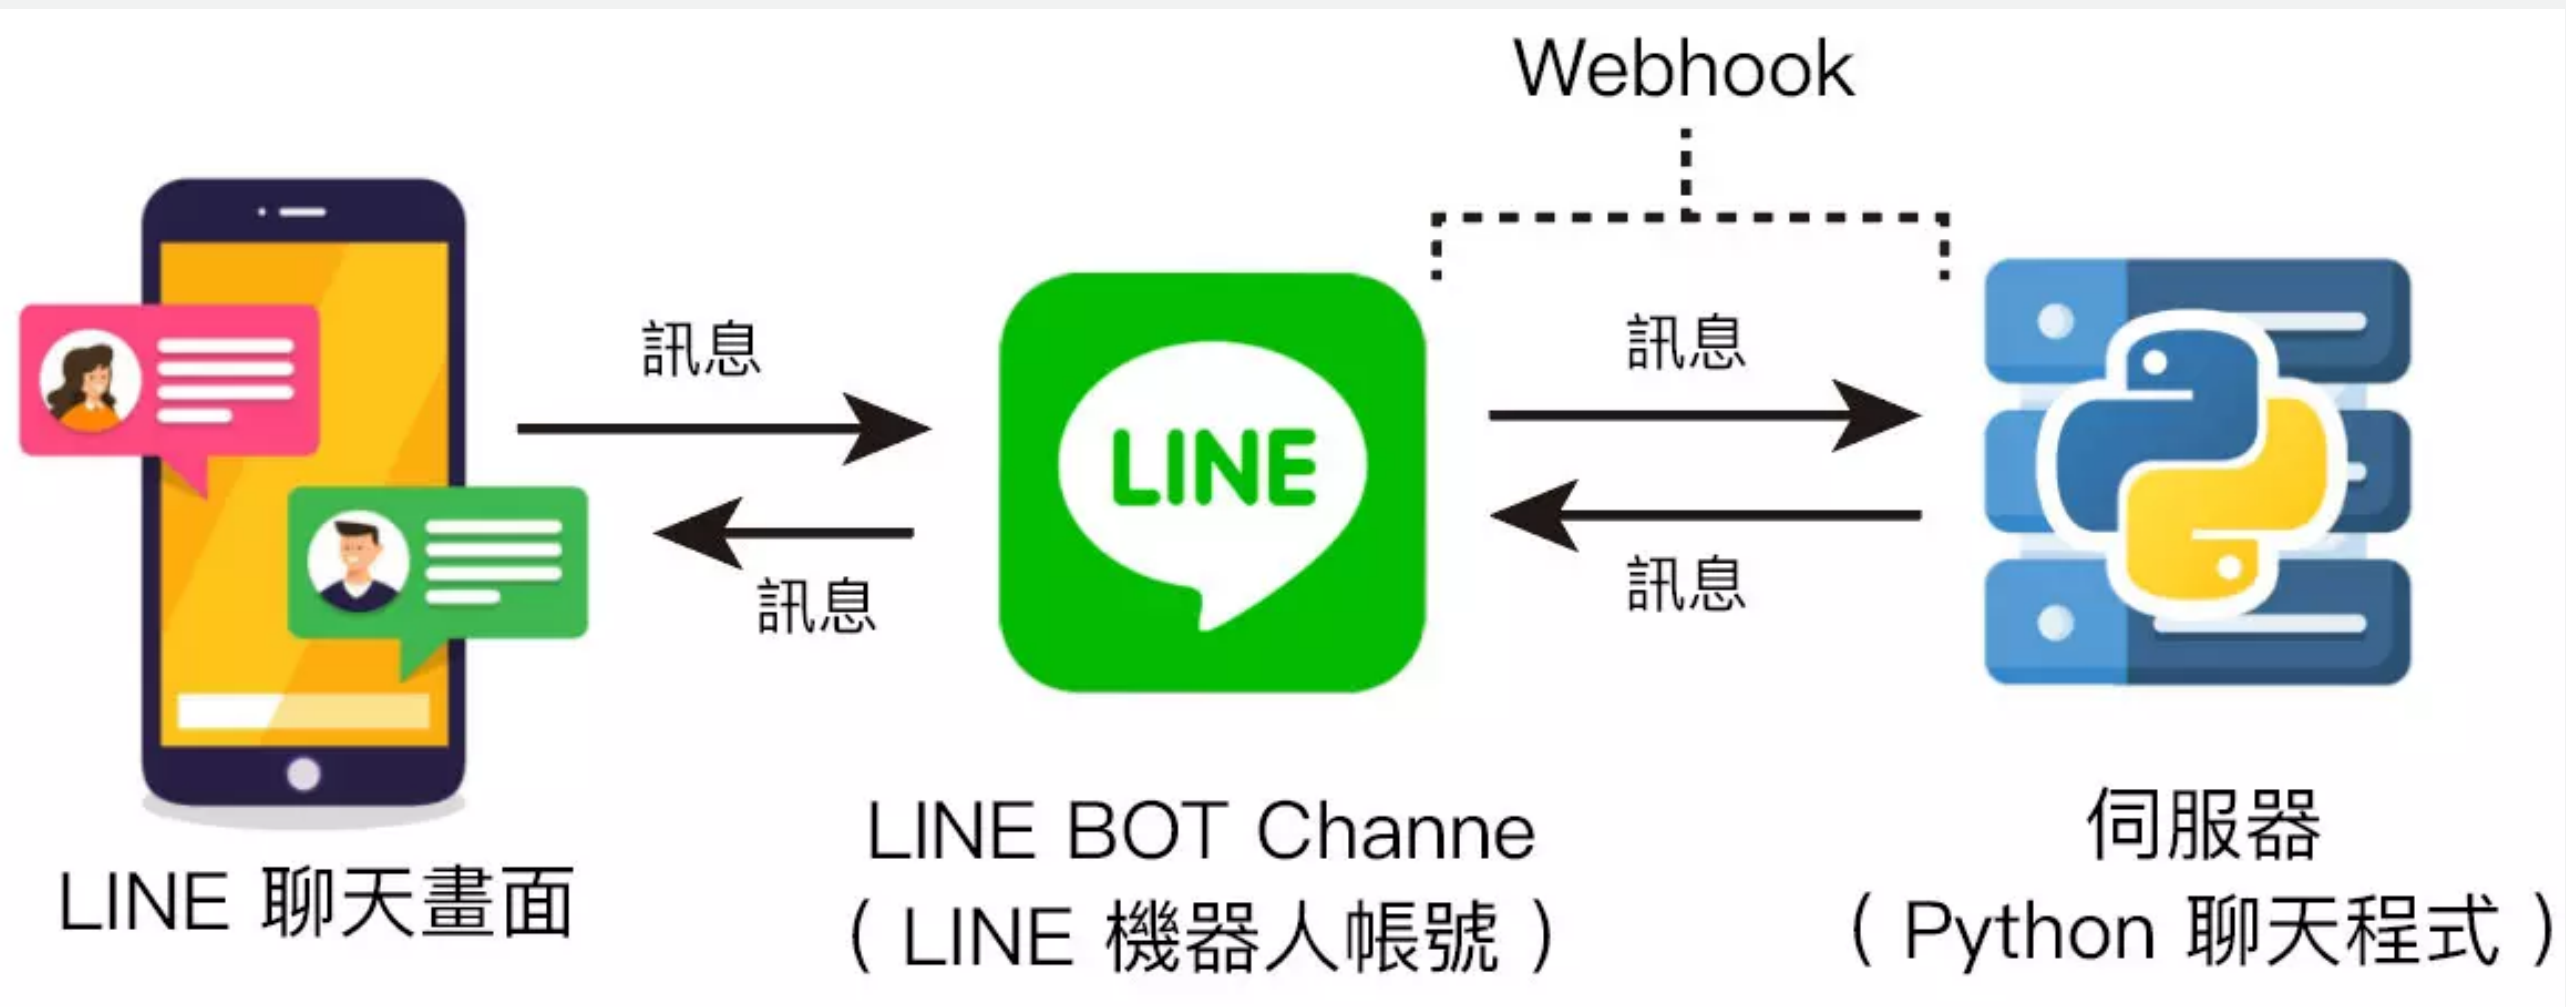 Webhook
訊息
訊息
LINE
訊息
訊息
LINE 聊天畫面
LINE BOT Channe
( LINE 機器人帳號 )
伺服器
( Python 聊天程式 )